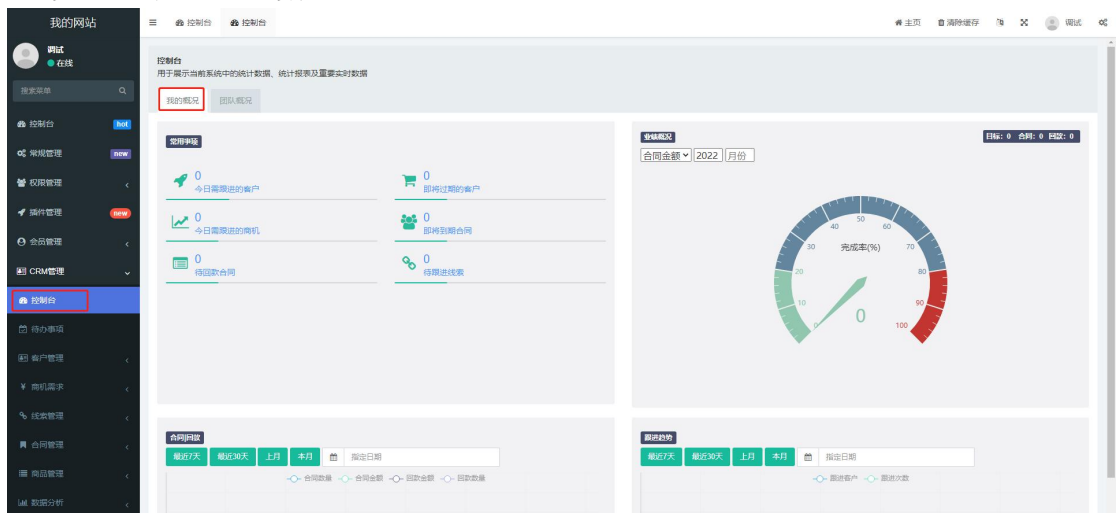 我的网站
控制台
控制台
主页
清除缓存
调试
调试
在线
搜索菜单
控制台 hot
常规管理 new
权限管理
插件管理 new
会员管理
CRM管理
控制台
待办事项
客户管理
商机需求
线索管理
合同管理
商品管理
数据分析
控制台
用于展示当前系统中的统计数据、统计报表及重要实时数据
我的概况
团队概况
常用事项
0
今日需跟进的客户
0
即将过期的客户
0
今日需跟进的商机
0
即将到期合同
0
待回款合同
0
待跟进线索
业绩概况
目标: 0 合同: 0 回款: 0
合同金额 2022 月份
0
10
20
30
40
50
60
70
80
90
100
完成率(%)
0
合同|回款
最近7天 最近30天 上月 本月 指定日期
合同数量 合同金额 回款金额 回款数量
跟进趋势
最近7天 最近30天 上月 本月 指定日期
跟进客户 跟进次数